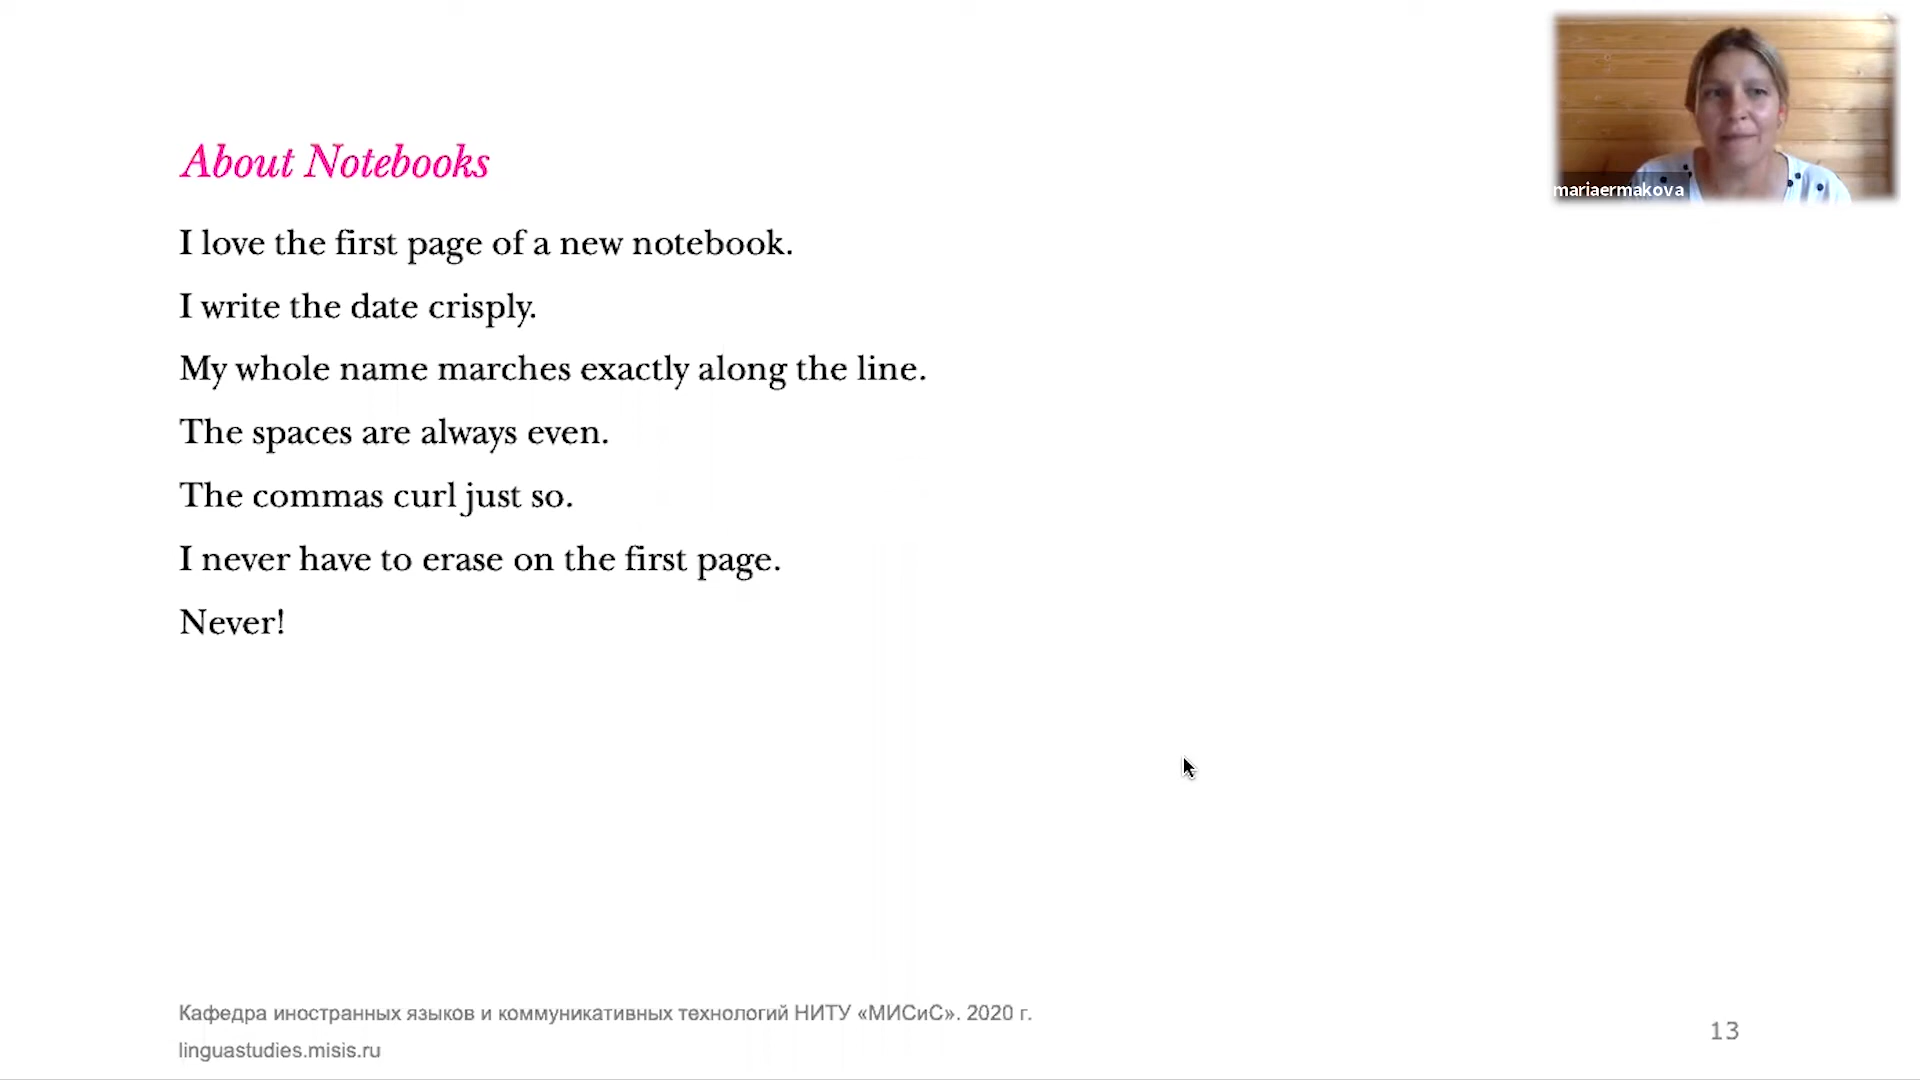 mariaermakova
About Notebooks
I love the first page of a new notebook.
I write the date crisply.
My whole name marches exactly along the line.
The spaces are always even.
The commas curl just so.
I never have to erase on the first page.
Never!
Кафедра иностранных языков и коммуникативных технологий НИТУ «МИСиС». 2020 г.
linguastudies.misis.ru
13